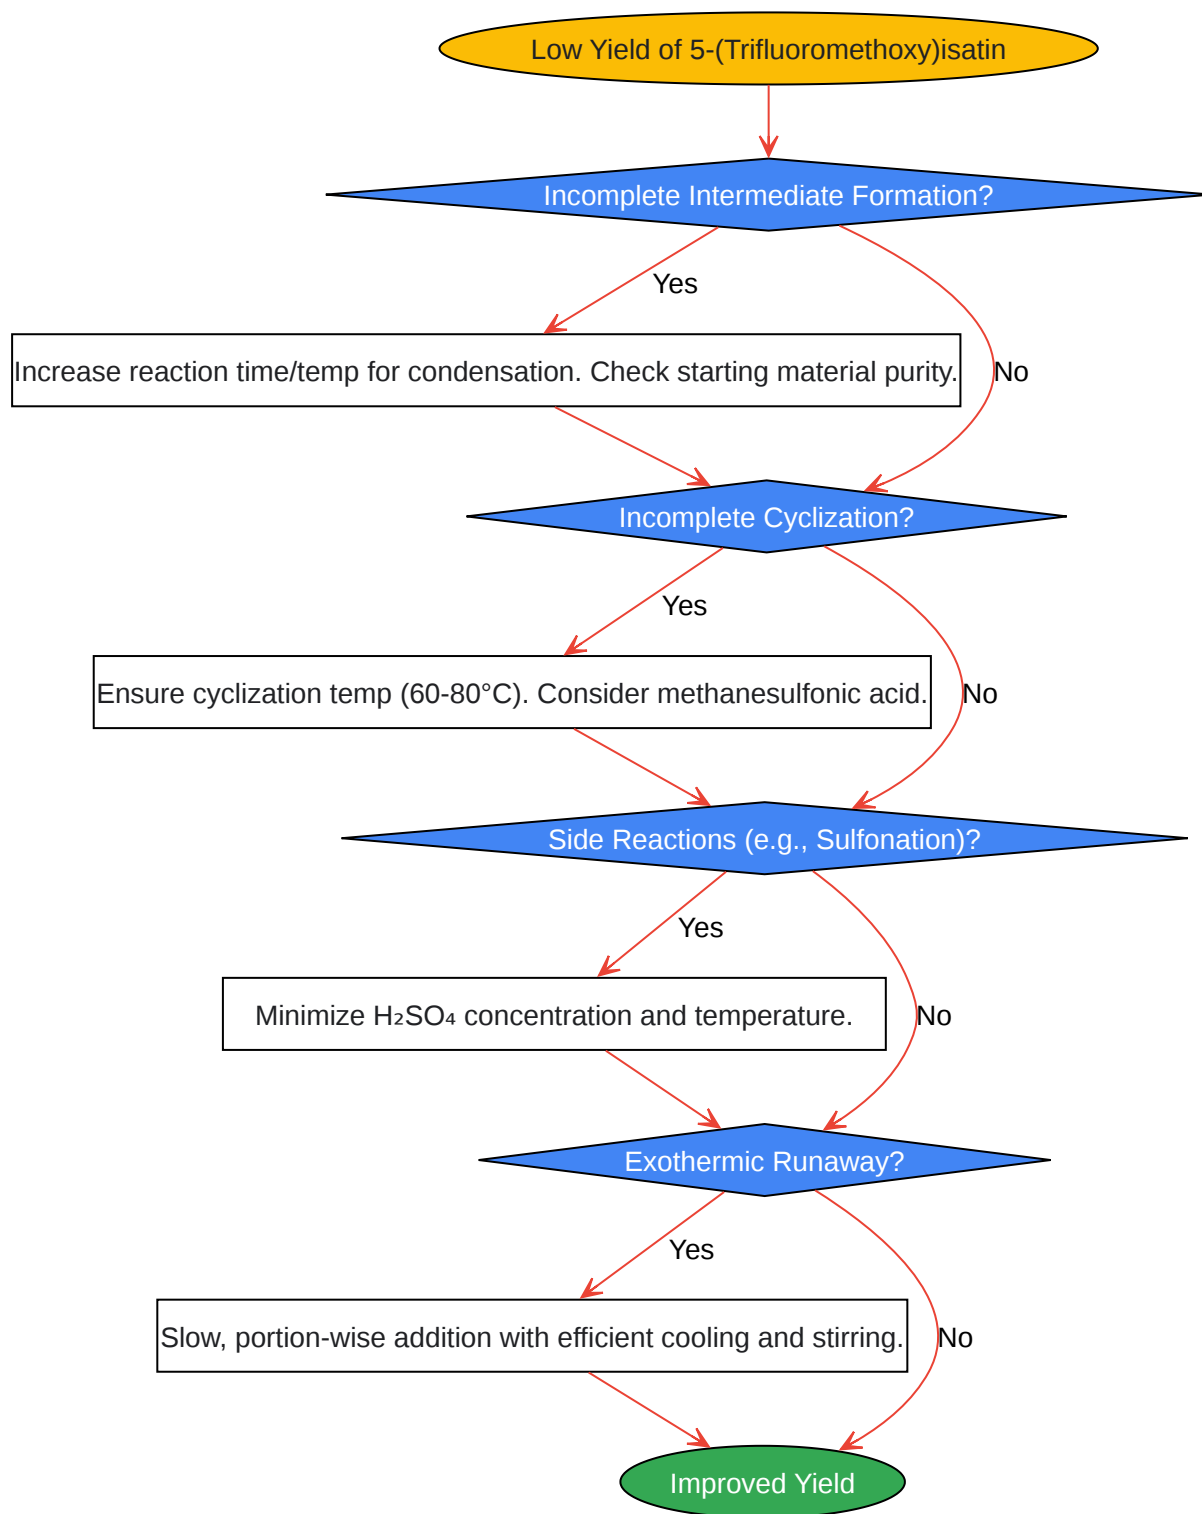 Low Yield of 5-(Trifluoromethoxy)isatin
Incomplete Intermediate Formation?
Yes
Increase reaction time/temp for condensation. Check starting material purity.
No
Incomplete Cyclization?
Yes
Ensure cyclization temp (60-80°C). Consider methanesulfonic acid.
No
Side Reactions (e.g., Sulfonation)?
Yes
Minimize H₂SO₄ concentration and temperature.
No
Exothermic Runaway?
Yes
Slow, portion-wise addition with efficient cooling and stirring.
No
Improved Yield